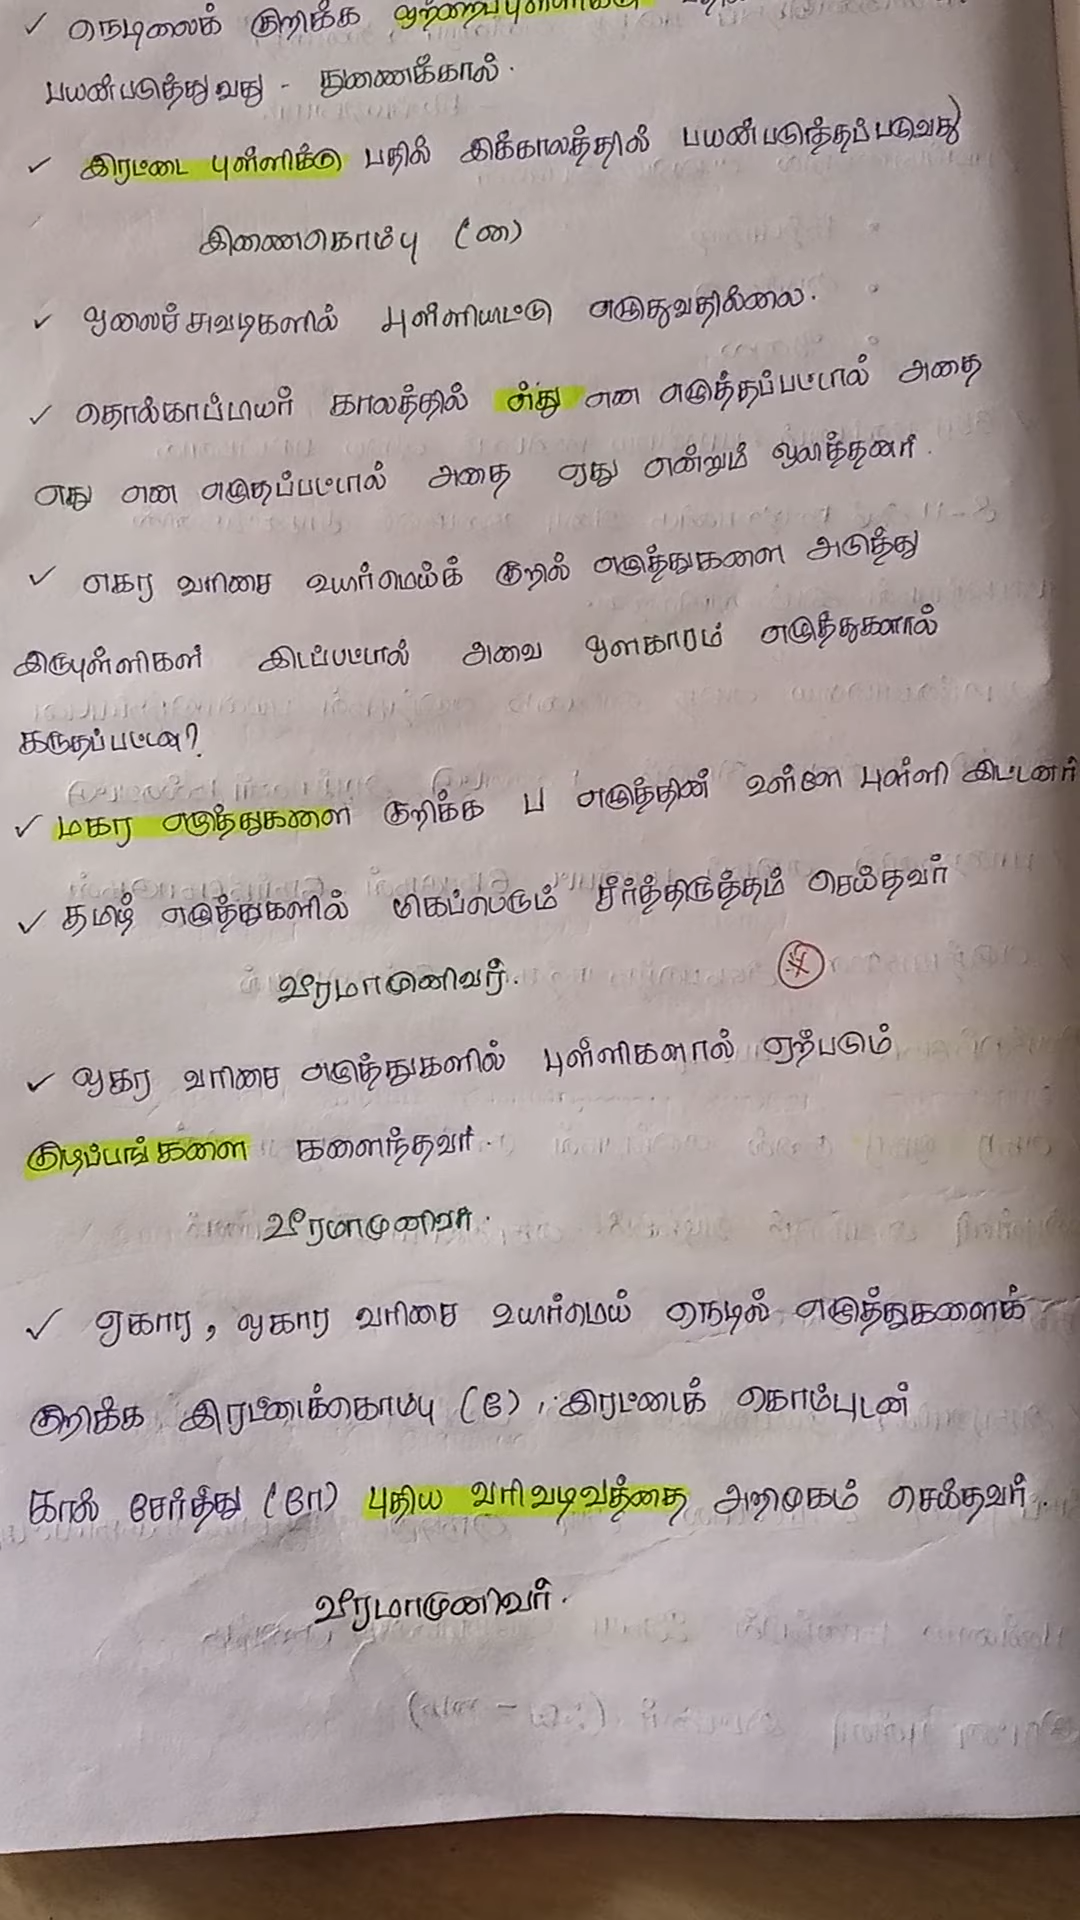 ✓ நெடிலைக் குறிக்க ஒற்றைப்புள்ளிக்கு
பயன்படுத்துவது - துணைக்கால்.
✓ இரட்டை புள்ளிக்கு பதில் இக்காலத்தில் பயன்படுத்தப்படுவது
இணைகொம்பு (ை)
✓ ஓலைச்சுவடிகளில் புள்ளியிட்டு எழுதுவதில்லை.
✓ தொல்காப்பியர் காலத்தில் எ்து என எழுத்தப்பட்டால் அதை
எது என எழுதப்பட்டால் அதை ஏது என்றும் ஒலித்தனர்.
✓ எகர வரிசை உயிர்மெய்க் குறில் எழுத்துகளை அடுத்து
இருபுள்ளிகள் கிடப்பட்டால் அவை ஔகாரம் எழுத்துகளால்
கருதப்பட்டன?
✓ மகர எழுத்துகளை குறிக்க ப எழுத்தின் உள்ளே புள்ளி இட்டனர்
✓ தமிழ் எழுத்துகளில் மிகப்பெரும் சீர்த்திருத்தம் செய்தவர்
வீரமாமுனிவர்.
✓ ஒகர வரிசை எழுத்துகளில் புள்ளிகளால் ஏற்படும்
குழப்பங்களை களைந்தவர்.
வீரமாமுனிவர்.
✓ ஏகார, ஓகார வரிசை உயிர்மெய் நெடில் எழுத்துகளைக்
குறிக்க இரட்டைக்கொம்பு (ே), இரட்டைக் கொம்புடன்
கால் சேர்த்து (ோ) புதிய வரிவடிவத்தை அறிமுகம் செய்தவர்.
வீரமாமுனிவர்.